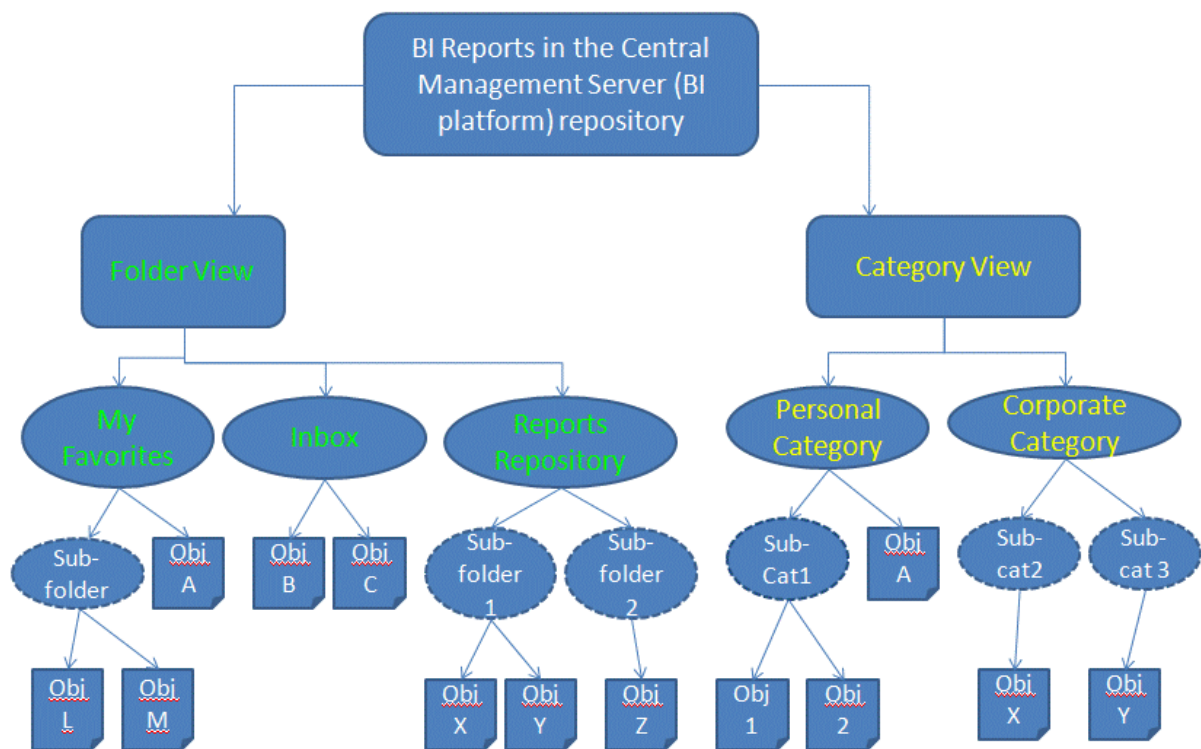 BI Reports in the Central
Management Server (BI
platform) repository
Folder View
Category View
My
Favorites
Inbox
Reports
Repository
Personal
Category
Corporate
Category
Sub-
folder
Obj
A
Obj
B
Obj
C
Sub-
folder
1
Sub-
folder
2
Sub-
Cat1
Obj
A
Sub-
cat2
Sub-
cat 3
Obj
L
Obj
M
Obj
X
Obj
Y
Obj
Z
Obj
1
Obj
2
Obj
X
Obj
Y